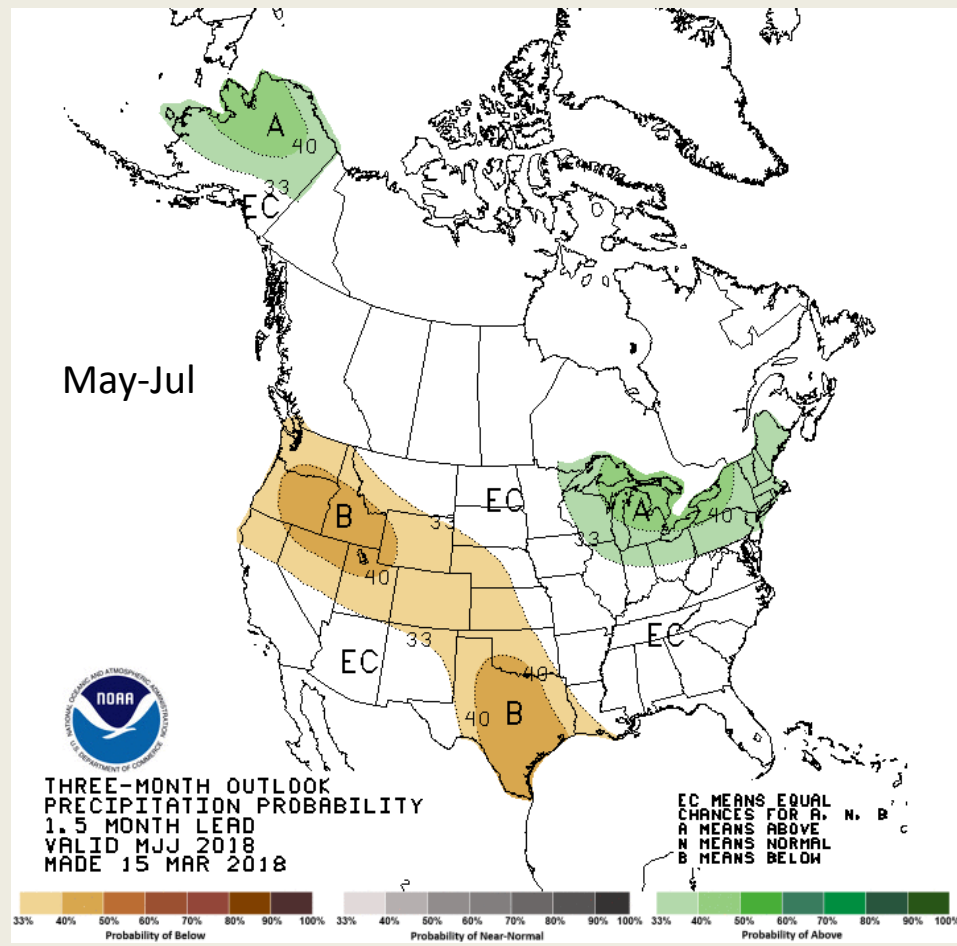 A
40
33
EC
May-Jul
B
33
40
EC
A
40
33
33
EC
EC
40
B
40
NATIONAL OCEANIC AND ATMOSPHERIC ADMINISTRATION
NOAA
U.S. DEPARTMENT OF COMMERCE
THREE-MONTH OUTLOOK
PRECIPITATION PROBABILITY
1.5 MONTH LEAD
VALID MJJ 2018
MADE 15 MAR 2018
EC MEANS EQUAL
CHANCES FOR A, N, B
A MEANS ABOVE
N MEANS NORMAL
B MEANS BELOW
33% 40% 50% 60% 70% 80% 90% 100%
Probability of Below
33% 40% 50% 60% 70% 80% 90% 100%
Probability of Near-Normal
33% 40% 50% 60% 70% 80% 90% 100%
Probability of Above